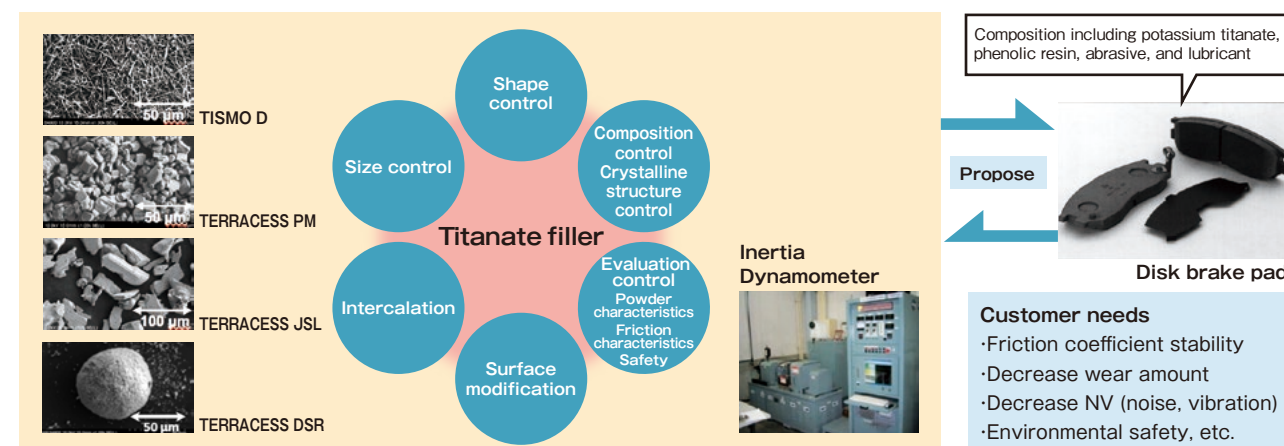 50 μm
TISMO D
50 μm
TERRACESS PM
100 μm
TERRACESS JSL
50 μm
TERRACESS DSR
Shape
control
Size control
Composition
control
Crystalline
structure
control
Titanate filler
Intercalation
Evaluation
control
Powder
characteristics
Friction
characteristics
Safety
Surface
modification
Inertia
Dynamometer
Composition including potassium titanate,
phenolic resin, abrasive, and lubricant
Propose
Disk brake pad
Customer needs
·Friction coefficient stability
·Decrease wear amount
·Decrease NV (noise, vibration)
·Environmental safety, etc.